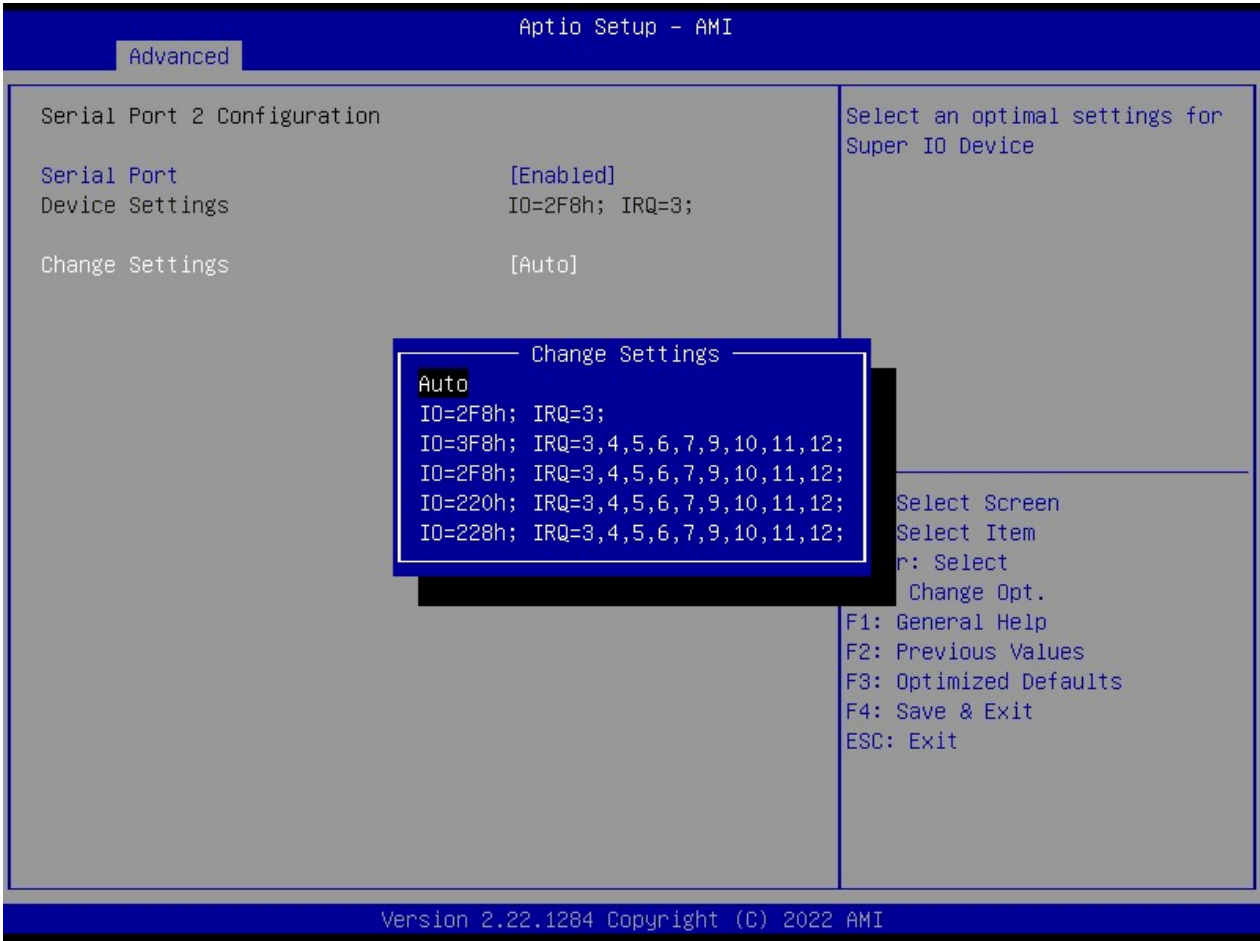 Aptio Setup – AMI
Advanced
Serial Port 2 Configuration
Serial Port [Enabled]
Device Settings IO=2F8h; IRQ=3;
Change Settings [Auto]
Change Settings
Auto
IO=2F8h; IRQ=3;
IO=3F8h; IRQ=3,4,5,6,7,9,10,11,12;
IO=2F8h; IRQ=3,4,5,6,7,9,10,11,12;
IO=220h; IRQ=3,4,5,6,7,9,10,11,12;
IO=228h; IRQ=3,4,5,6,7,9,10,11,12;
Select an optimal settings for
Super IO Device
Select Screen
Select Item
r: Select
Change Opt.
F1: General Help
F2: Previous Values
F3: Optimized Defaults
F4: Save & Exit
ESC: Exit
Version 2.22.1284 Copyright (C) 2022 AMI